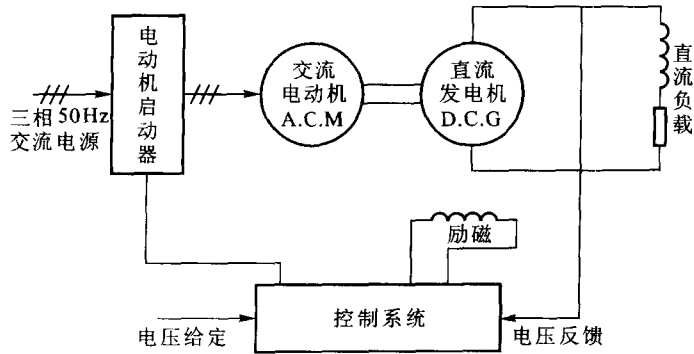 电动机启动器
三相50Hz
交流电源
交流
电动机
A.C.M
直流
发电机
D.C.G
直流负载
励磁
控制系统
电压给定
电压反馈